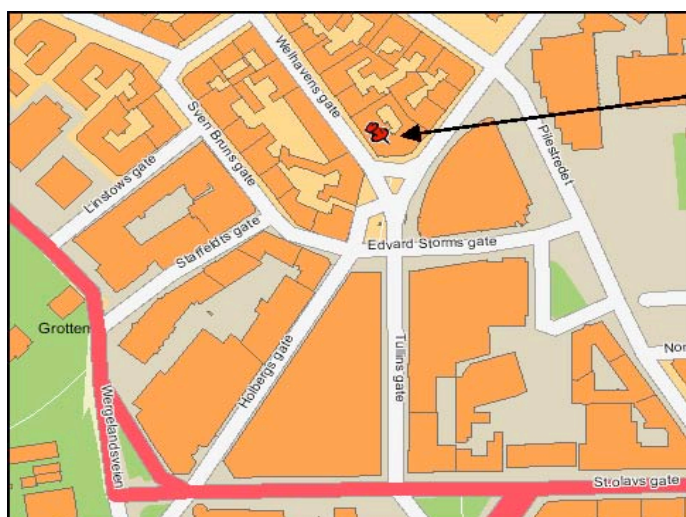 Welhavens gate
Sven Bruns gate
Pilestredet
Linstows gate
Staffeldts gate
Edvard Storms gate
Grotten
Holbergs gate
Tullins gate
Nor
Wergelandsveien
St.olavs gate